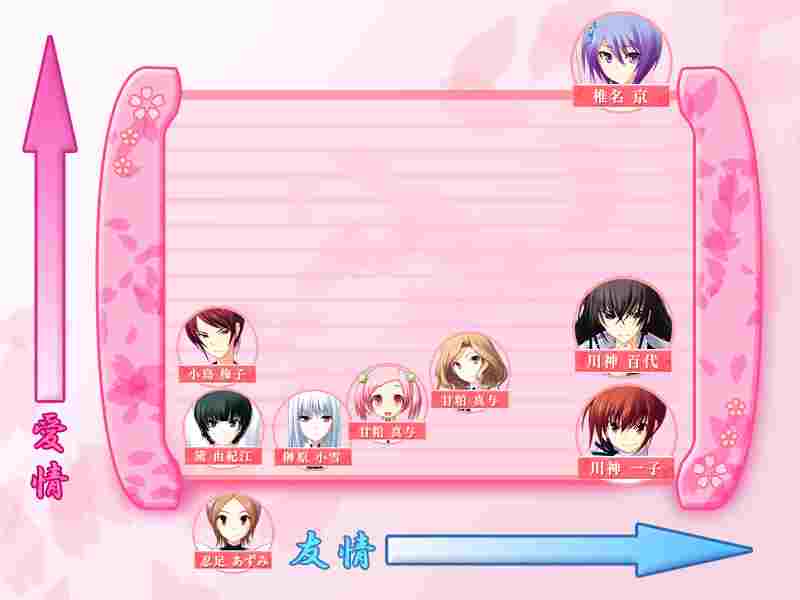 椎名 京
川神 百代
小島 梅子
甘粕 真与
甘粕 真与
黛 由紀江
榊原 小雪
川神 一子
愛情
忍足 あずみ
友情